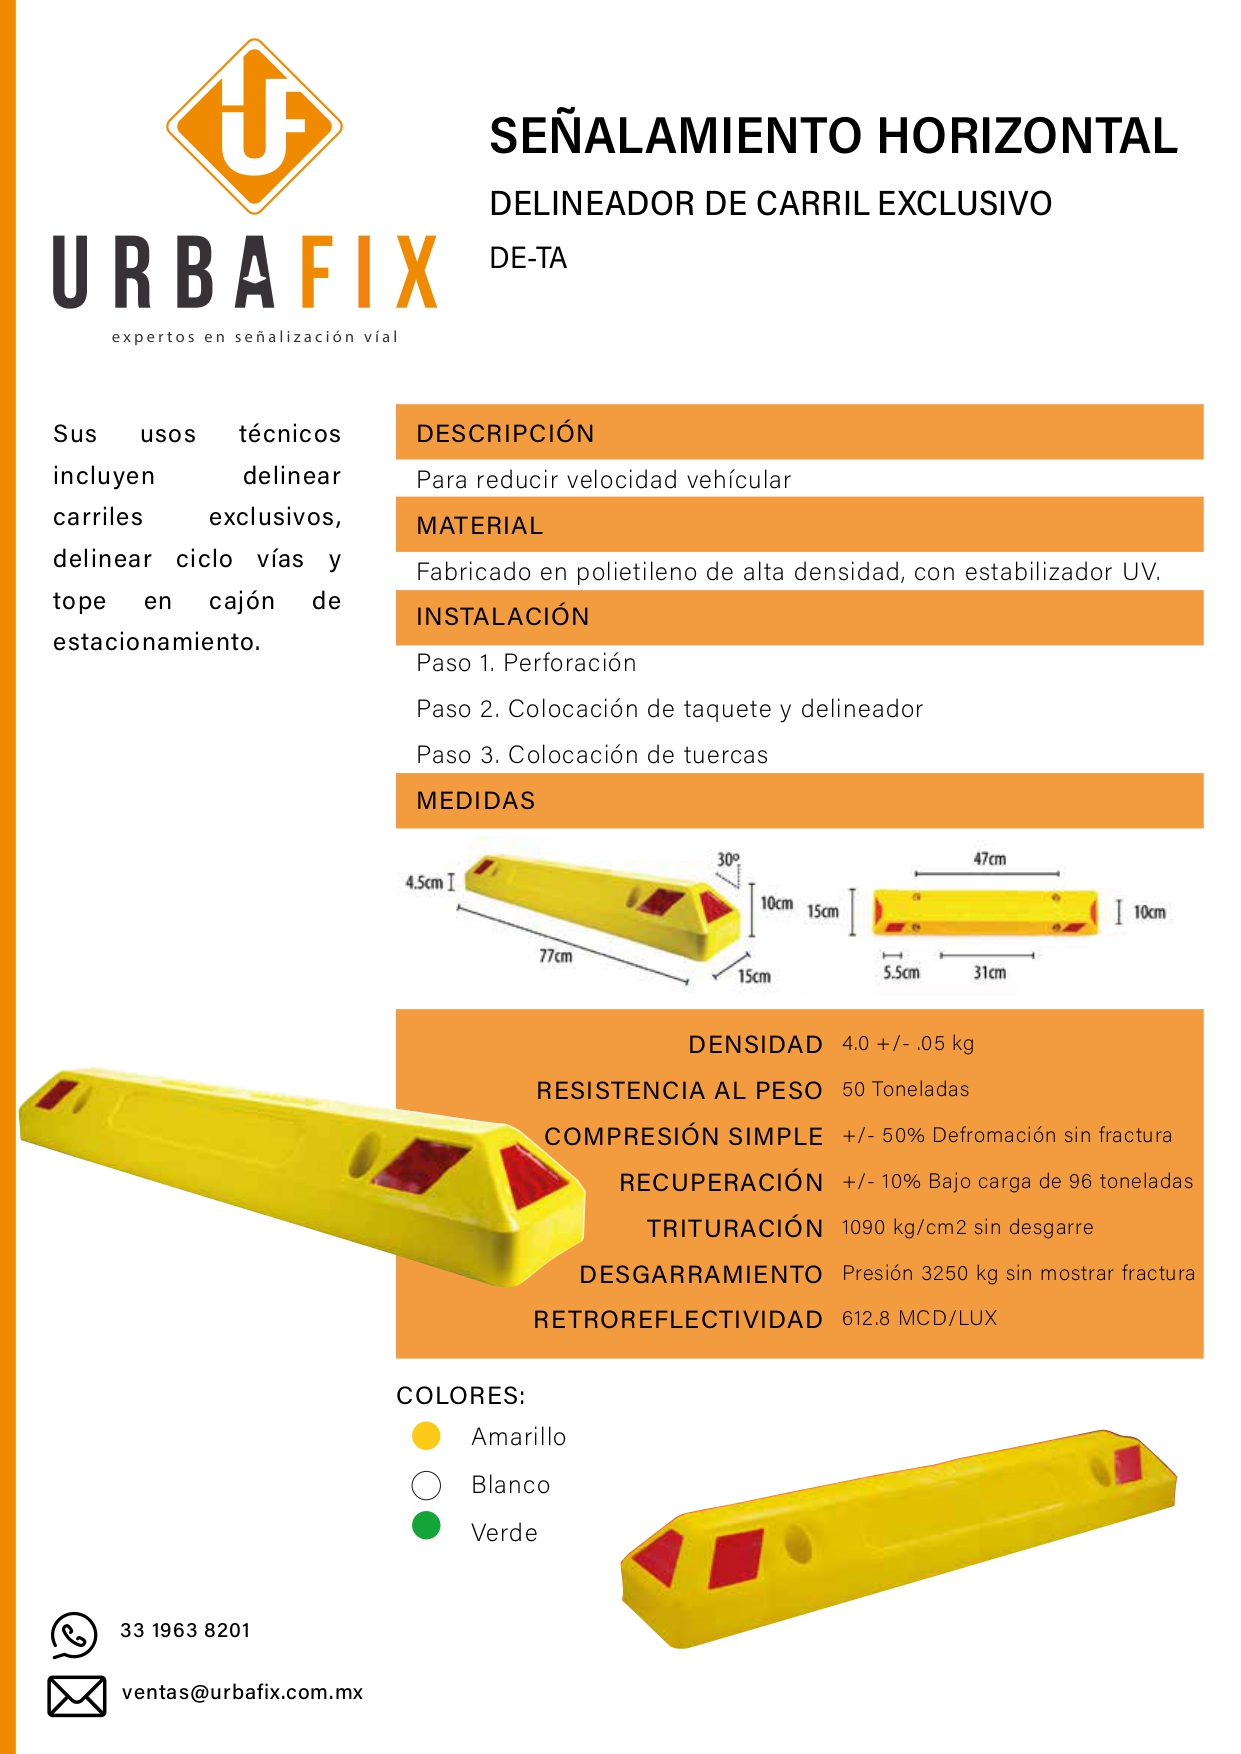 UF
URBAFIX
expertos en señalización víal
SEÑALAMIENTO HORIZONTAL
DELINEADOR DE CARRIL EXCLUSIVO
DE-TA
Sus usos técnicos
incluyen delinear
carriles exclusivos,
delinear ciclo vías y
tope en cajón de
estacionamiento.
DESCRIPCIÓN
Para reducir velocidad vehícular
MATERIAL
Fabricado en polietileno de alta densidad, con estabilizador UV.
INSTALACIÓN
Paso 1. Perforación
Paso 2. Colocación de taquete y delineador
Paso 3. Colocación de tuercas
MEDIDAS
4.5cm
77cm
30º
10cm
15cm
47cm
15cm
10cm
5.5cm
31cm
DENSIDAD 4.0 +/- .05 kg
RESISTENCIA AL PESO 50 Toneladas
COMPRESIÓN SIMPLE +/- 50% Defromación sin fractura
RECUPERACIÓN +/- 10% Bajo carga de 96 toneladas
TRITURACIÓN 1090 kg/cm2 sin desgarre
DESGARRAMIENTO Presión 3250 kg sin mostrar fractura
RETROREFLECTIVIDAD 612.8 MCD/LUX
COLORES:
Amarillo
Blanco
Verde
33 1963 8201
ventas@urbafix.com.mx